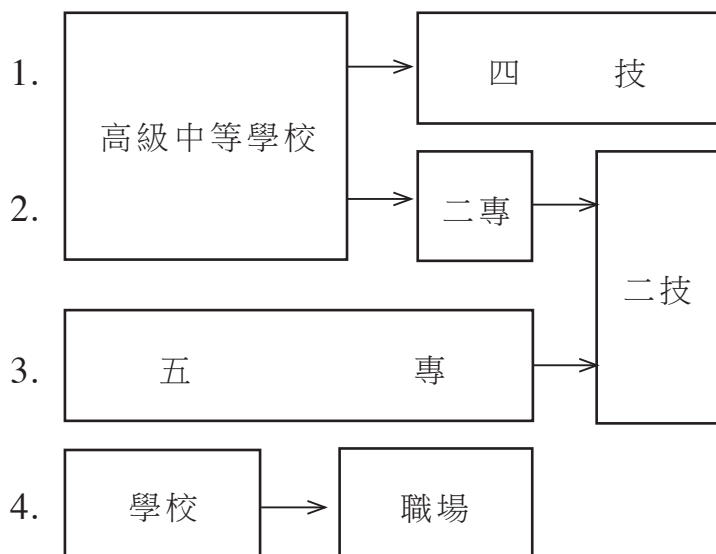 1.
四 技
高級中等學校
2.
二專
二技
3.
五 專
4.
學校
職場